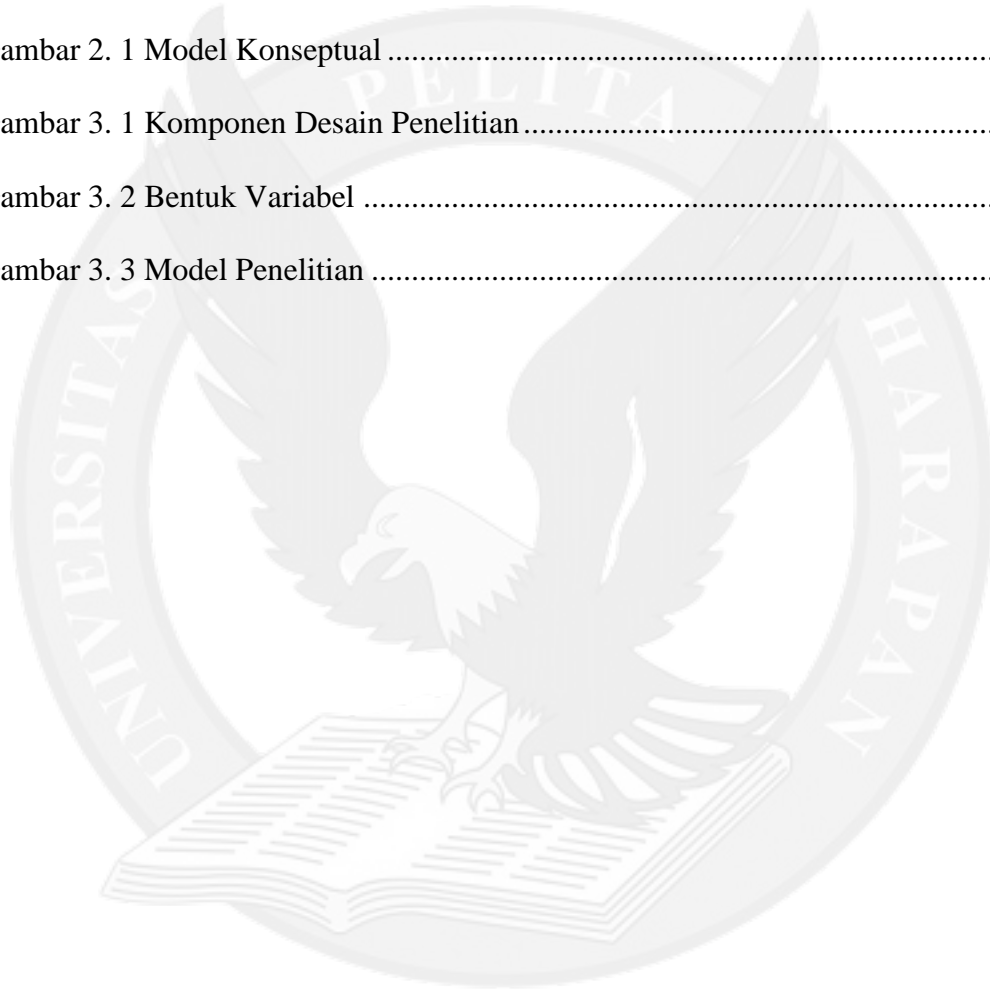 ambar 2. 1 Model Konseptual ..........................................................................
ambar 3. 1 Komponen Desain Penelitian .........................................................
ambar 3. 2 Bentuk Variabel .............................................................................
ambar 3. 3 Model Penelitian ............................................................................
UNIVERSITAS PELITA HARAPAN